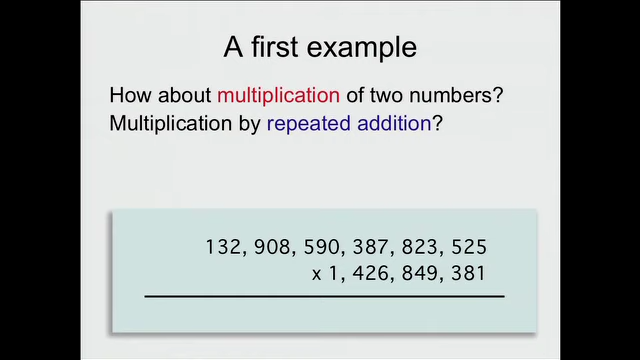 A first example
How about multiplication of two numbers?
Multiplication by repeated addition?
132, 908, 590, 387, 823, 525
x 1, 426, 849, 381